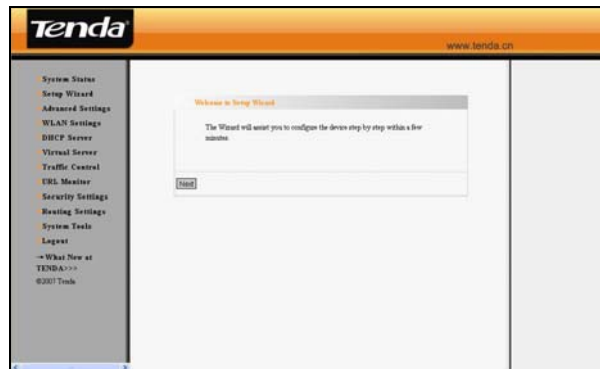 Tenda
www.tenda.cn
System Status
Setup Wizard
Advanced Settings
WLAN Settings
DHCP Server
Virtual Server
Traffic Control
URL Monitor
Security Settings
Routing Settings
System Tools
Logout
→ What New at
TENDA>>>
©2007 Tenda
Welcome to Setup Wizard
The Wizard will assist you to configure the device step by step within a few
minutes.
Next